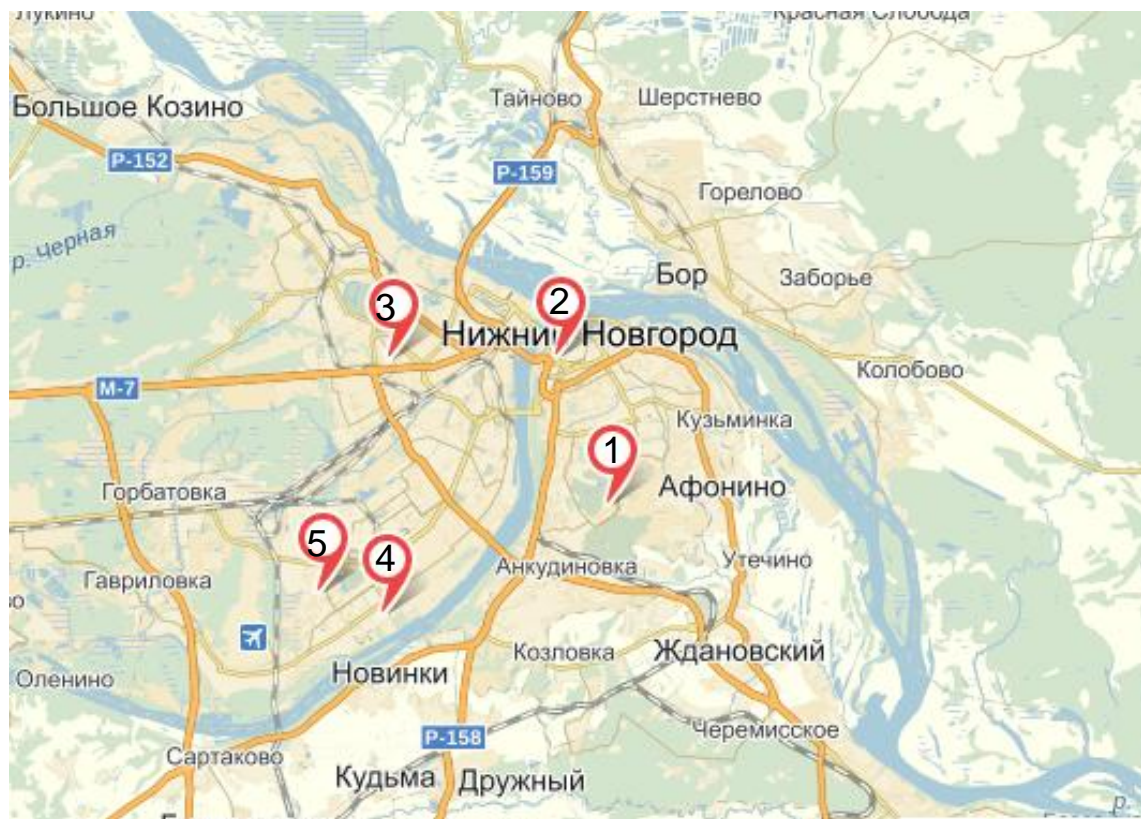 Лукино
Красная Слобода
Большое Козино
Тайново
Шерстнево
Р-152
Р-159
Горелово
р. Черная
Бор
Заборье
3
2
Нижний Новгород
М-7
Колобово
Кузьминка
1
Афонино
Горбатовка
5
4
Гавриловка
Анкудиновка
Утечино
Козловка
Ждановский
Новинки
Оленино
Р-158
Черемисское
Сартаково
Кудьма
Дружный
р.